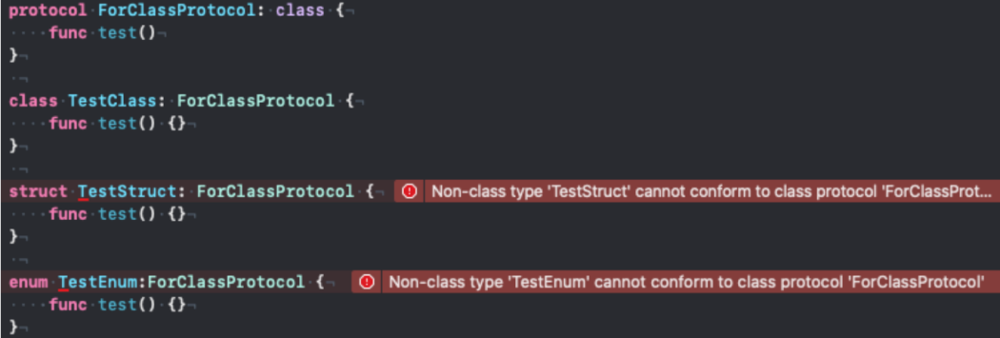 protocol ForClassProtocol: class {
    func test()
}

class TestClass: ForClassProtocol {
    func test() {}
}

struct TestStruct: ForClassProtocol { Non-class type 'TestStruct' cannot conform to class protocol 'ForClassProt...
    func test() {}
}

enum TestEnum:ForClassProtocol { Non-class type 'TestEnum' cannot conform to class protocol 'ForClassProtocol'
    func test() {}
}